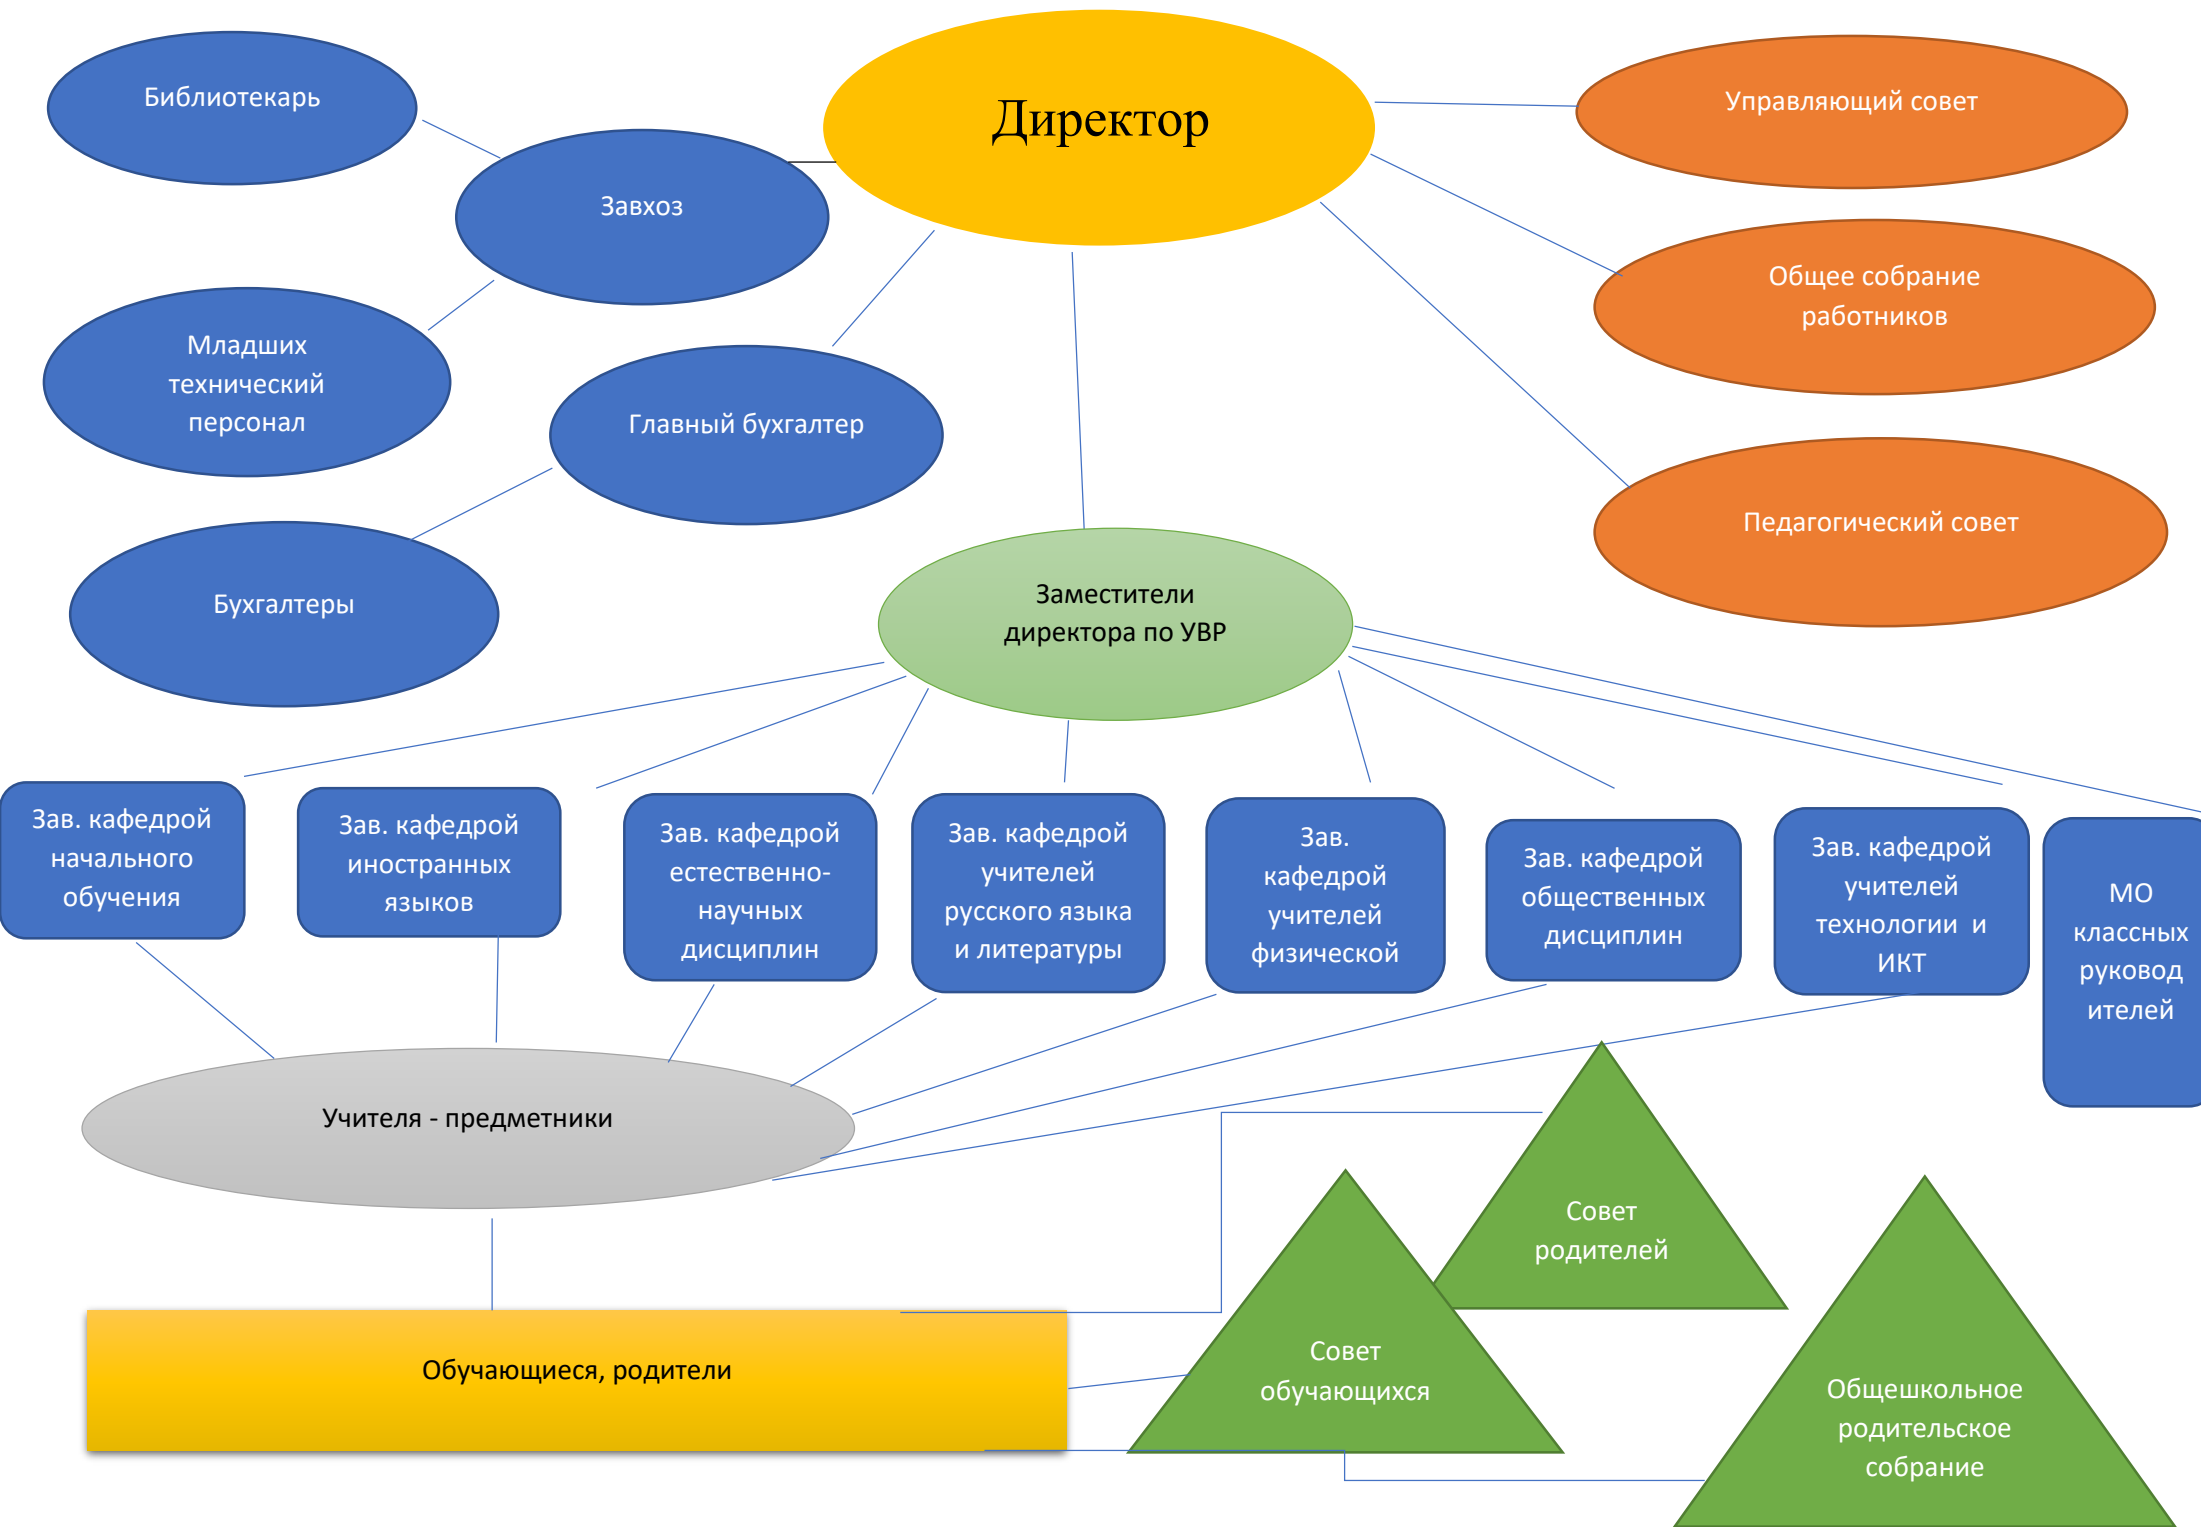 Директор
Библиотекарь
Завхоз
Управляющий совет
Общее собрание
работников
Младших
технический
персонал
Главный бухгалтер
Педагогический совет
Бухгалтеры
Заместители
директора по УВР
Зав. кафедрой
начального
обучения
Зав. кафедрой
иностранных
языков
Зав. кафедрой
естественно-
научных
дисциплин
Зав. кафедрой
учителей
русского языка
и литературы
Зав.
кафедрой
учителей
физической
Зав. кафедрой
общественных
дисциплин
Зав. кафедрой
учителей
технологии  и
ИКТ
МО
классных
руковод
ителей
Учителя - предметники
Совет
родителей
Обучающиеся, родители
Совет
обучающихся
Общешкольное
родительское
собрание